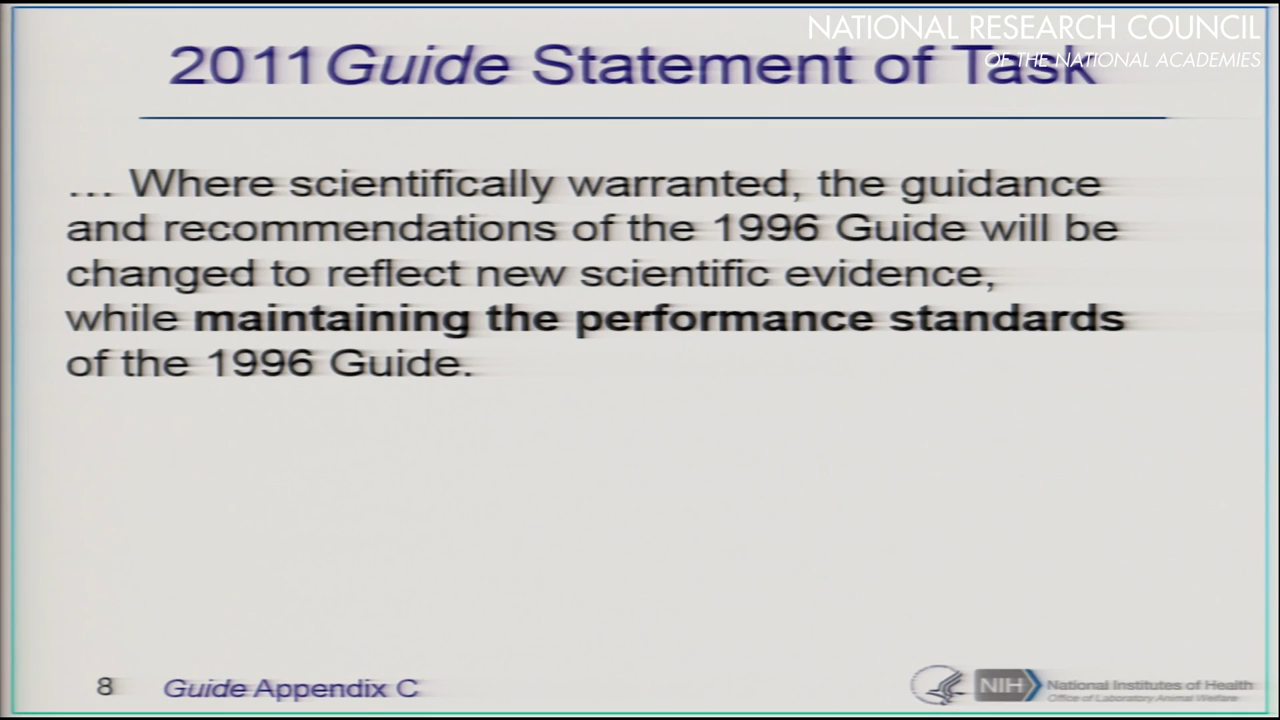 NATIONAL RESEARCH COUNCIL
OF THE NATIONAL ACADEMIES
2011 Guide Statement of Task
… Where scientifically warranted, the guidance
and recommendations of the 1996 Guide will be
changed to reflect new scientific evidence,
while maintaining the performance standards
of the 1996 Guide.
8 Guide Appendix C
NIH National Institutes of Health
Office of Laboratory Animal Welfare